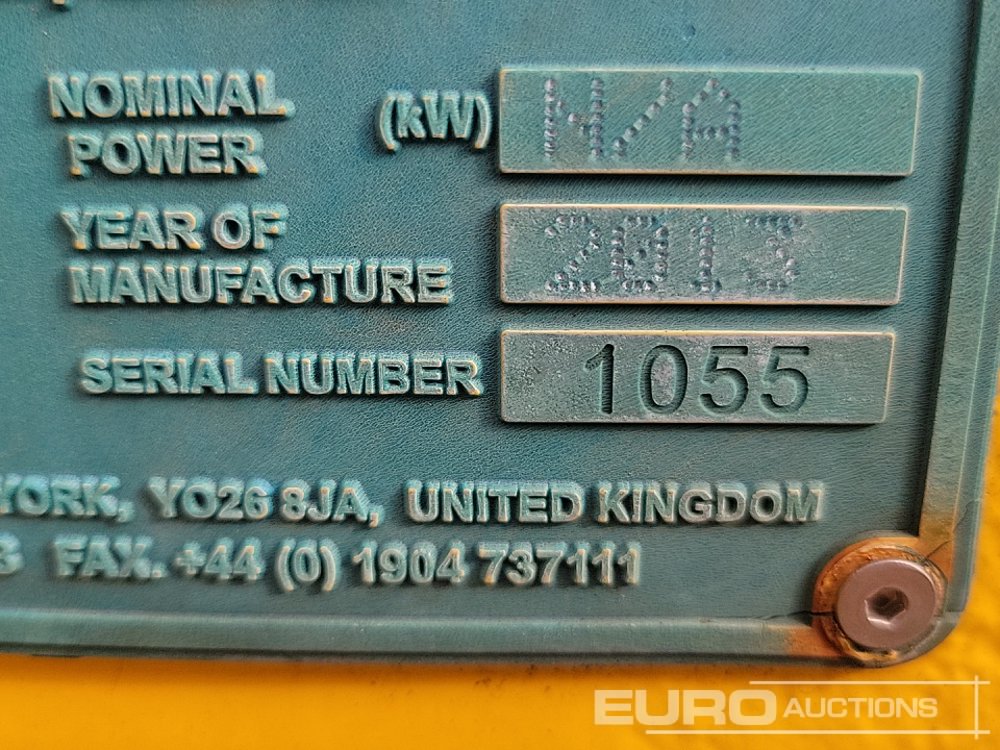 NOMINAL
POWER (kW) N/A
YEAR OF
MANUFACTURE 2013
SERIAL NUMBER 1055
YORK, YO26 8JA, UNITED KINGDOM
FAX. +44 (0) 1904 737111
EURO AUCTIONS